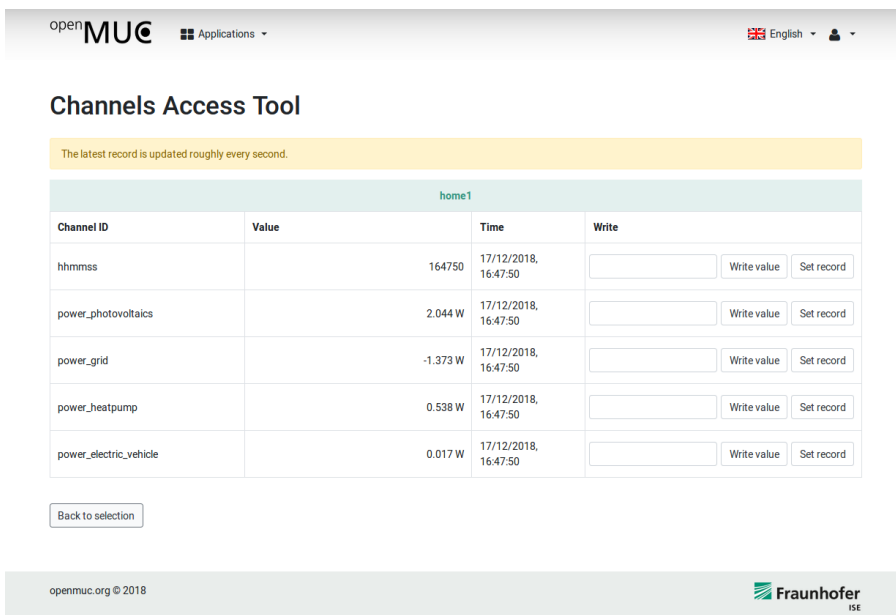 open MUC Applications English
Channels Access Tool
The latest record is updated roughly every second.
home1
Channel ID Value Time Write
hhmmss 164750 17/12/2018, 16:47:50 Write value Set record
power_photovoltaics 2.044 W 17/12/2018, 16:47:50 Write value Set record
power_grid -1.373 W 17/12/2018, 16:47:50 Write value Set record
power_heatpump 0.538 W 17/12/2018, 16:47:50 Write value Set record
power_electric_vehicle 0.017 W 17/12/2018, 16:47:50 Write value Set record
Back to selection
openmuc.org © 2018 Fraunhofer
ISE